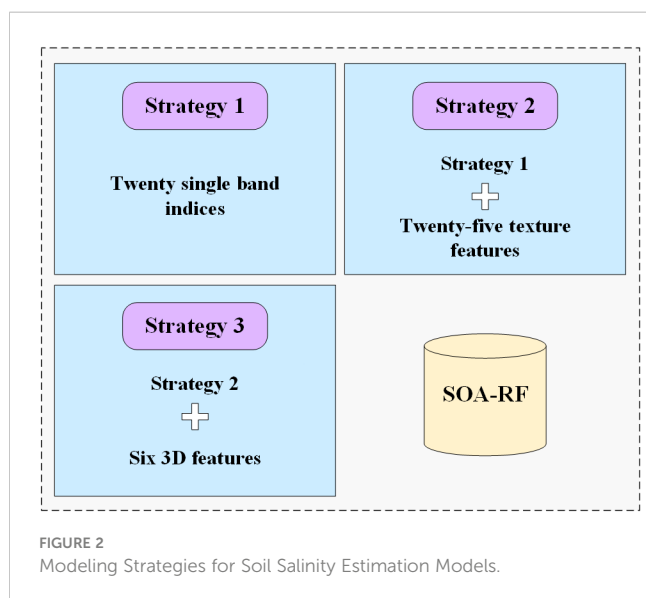 Strategy 1
Twenty single band
indices
Strategy 2
Strategy 1
Twenty-five texture
features
Strategy 3
Strategy 2
Six 3D features
SOA-RF
FIGURE 2
Modeling Strategies for Soil Salinity Estimation Models.